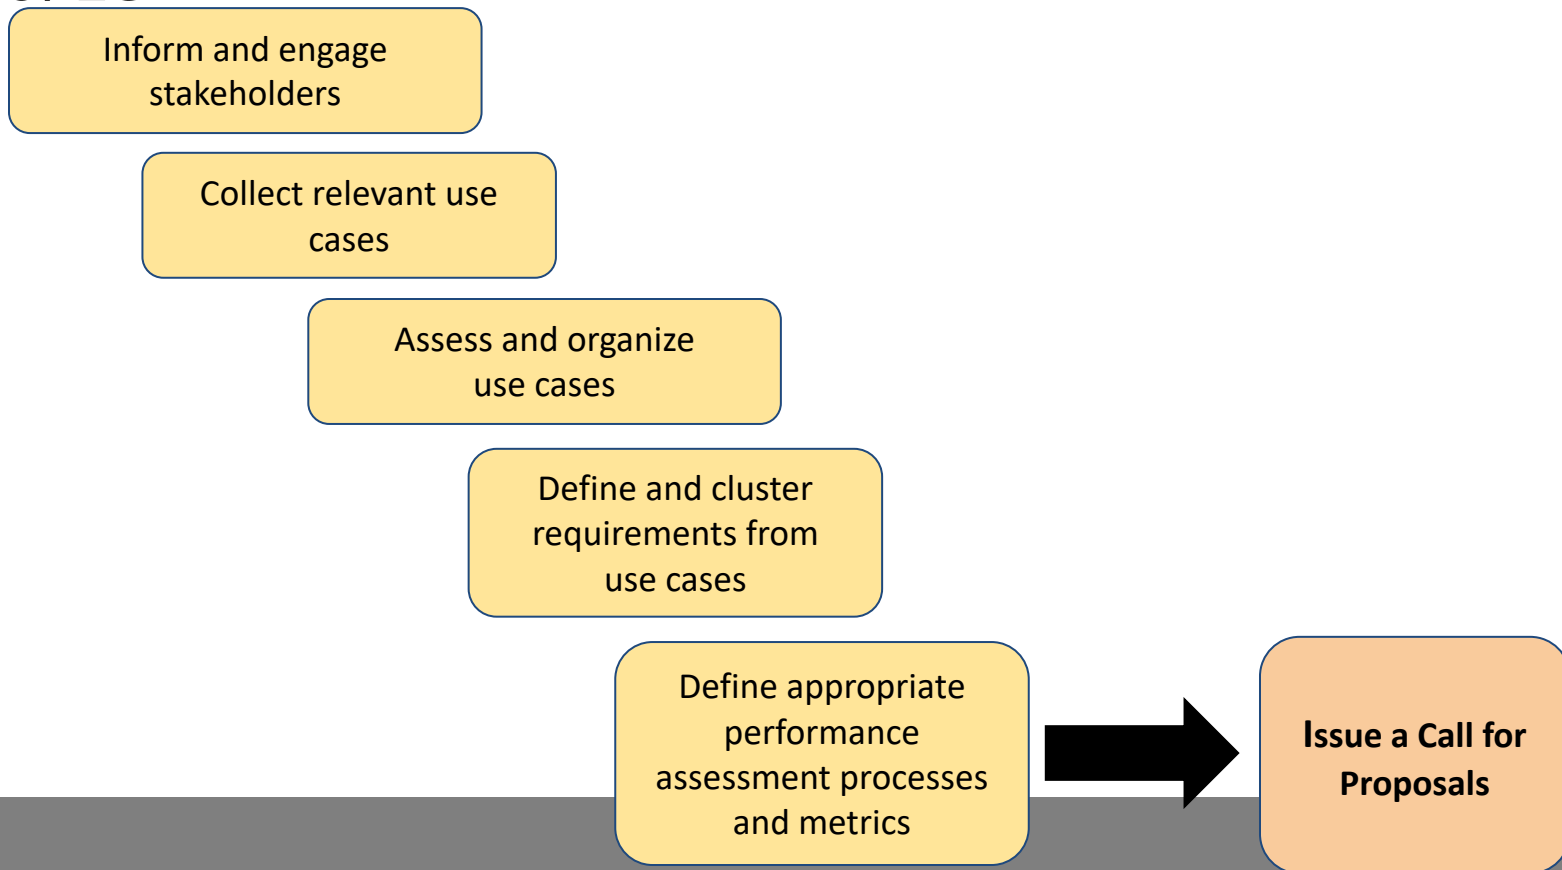 Inform and engage
stakeholders
Collect relevant use
cases
Assess and organize
use cases
Define and cluster
requirements from
use cases
Define appropriate
performance
assessment processes
and metrics
Issue a Call for
Proposals